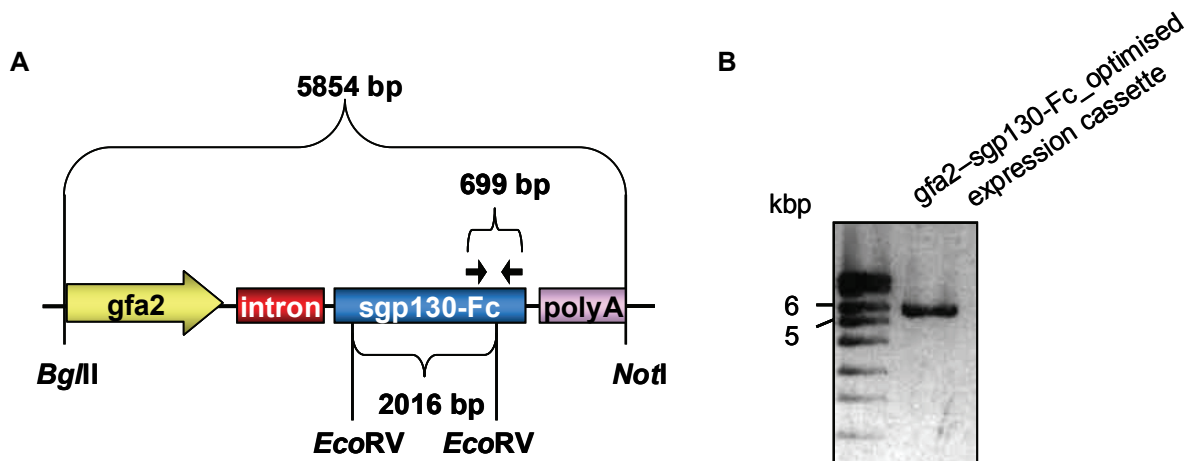 A
5854 bp
699 bp
gfa2
intron
sgp130-Fc
polyA
BglII
NotI
2016 bp
EcoRV
EcoRV
B
gfa2–sgp130-Fc_optimised
expression cassette
kbp
6
5